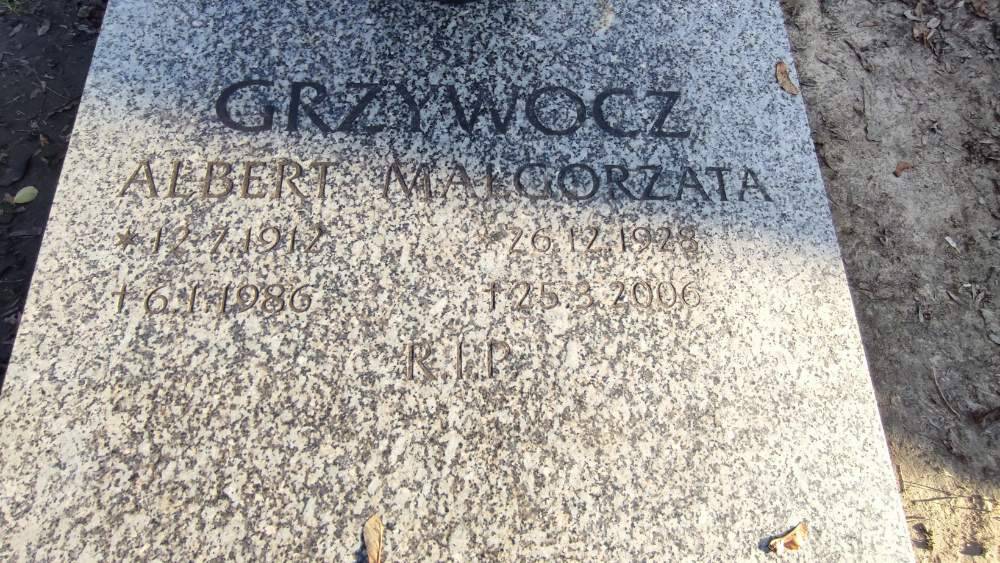 GRZYWOCZ
ALBERT MAŁGORZATA
* 12.7.1912 * 26.12.1928
† 6.1.1986 † 25.3.2006
R.I.P.